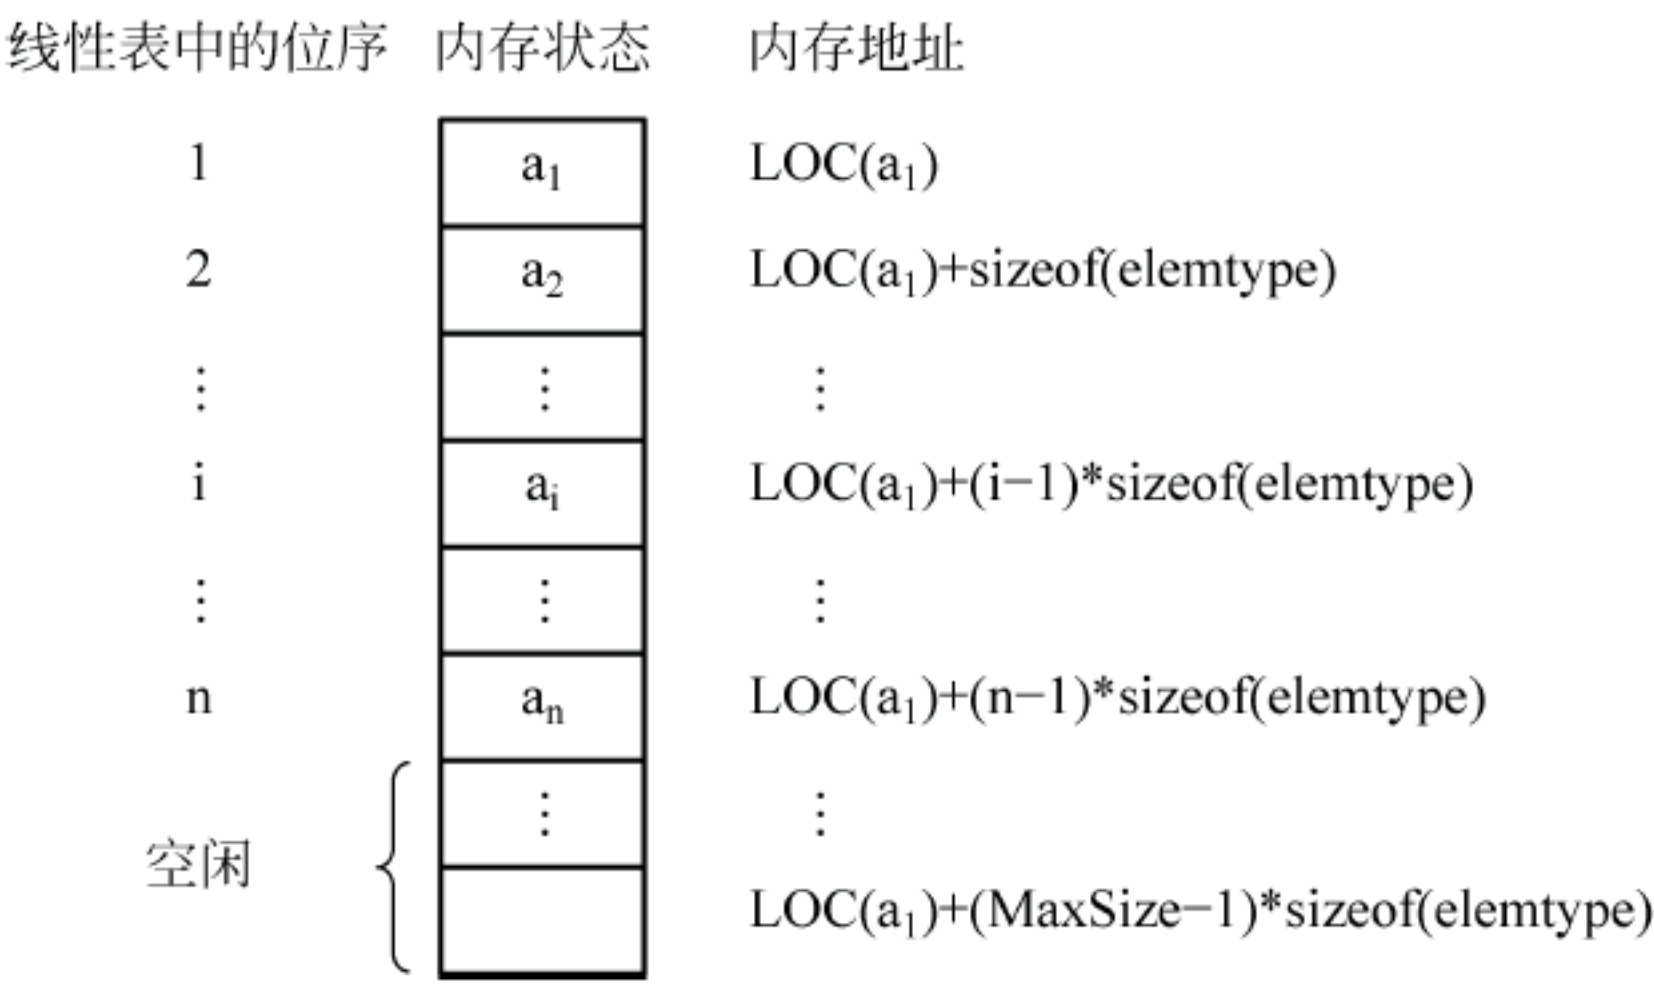 线性表中的位序 内存状态 内存地址
1 a₁ LOC(a₁)
2 a₂ LOC(a₁)+sizeof(elemtype)
⋮ ⋮ ⋮
i aᵢ LOC(a₁)+(i−1)*sizeof(elemtype)
⋮ ⋮ ⋮
n aₙ LOC(a₁)+(n−1)*sizeof(elemtype)
⋮ ⋮
空闲
LOC(a₁)+(MaxSize−1)*sizeof(elemtype)